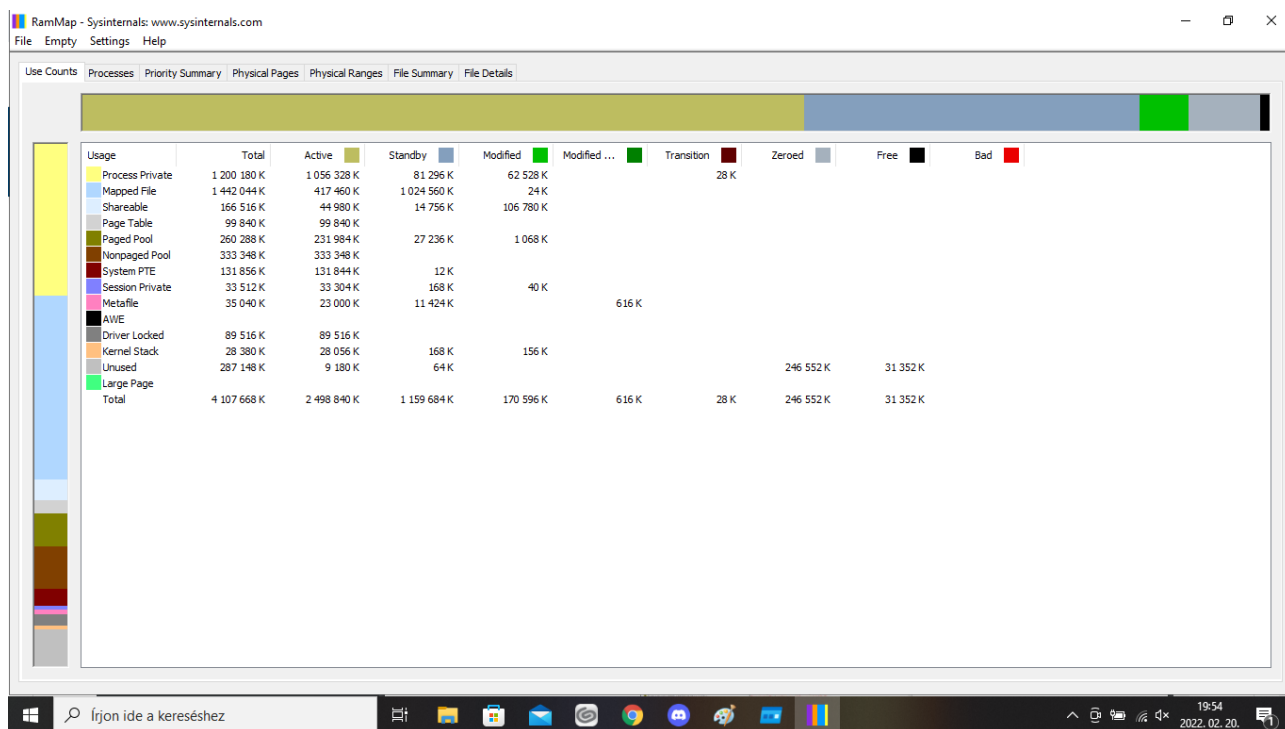 RamMap - Sysinternals: www.sysinternals.com
File Empty Settings Help
Use Counts Processes Priority Summary Physical Pages Physical Ranges File Summary File Details
Usage Total Active Standby Modified Modified ... Transition Zeroed Free Bad
Process Private 1 200 180 K 1 056 328 K 81 296 K 62 528 K 28 K
Mapped File 1 442 044 K 417 460 K 1 024 560 K 24 K
Shareable 166 516 K 44 980 K 14 756 K 106 780 K
Page Table 99 840 K 99 840 K
Paged Pool 260 288 K 231 984 K 27 236 K 1 068 K
Nonpaged Pool 333 348 K 333 348 K
System PTE 131 856 K 131 844 K 12 K
Session Private 33 512 K 33 304 K 168 K 40 K
Metafile 35 040 K 23 000 K 11 424 K 616 K
AWE
Driver Locked 89 516 K 89 516 K
Kernel Stack 28 380 K 28 056 K 168 K 156 K
Unused 287 148 K 9 180 K 64 K 246 552 K 31 352 K
Large Page
Total 4 107 668 K 2 498 840 K 1 159 684 K 170 596 K 616 K 28 K 246 552 K 31 352 K
Írjon ide a kereséshez
19:54
2022. 02. 20.
1